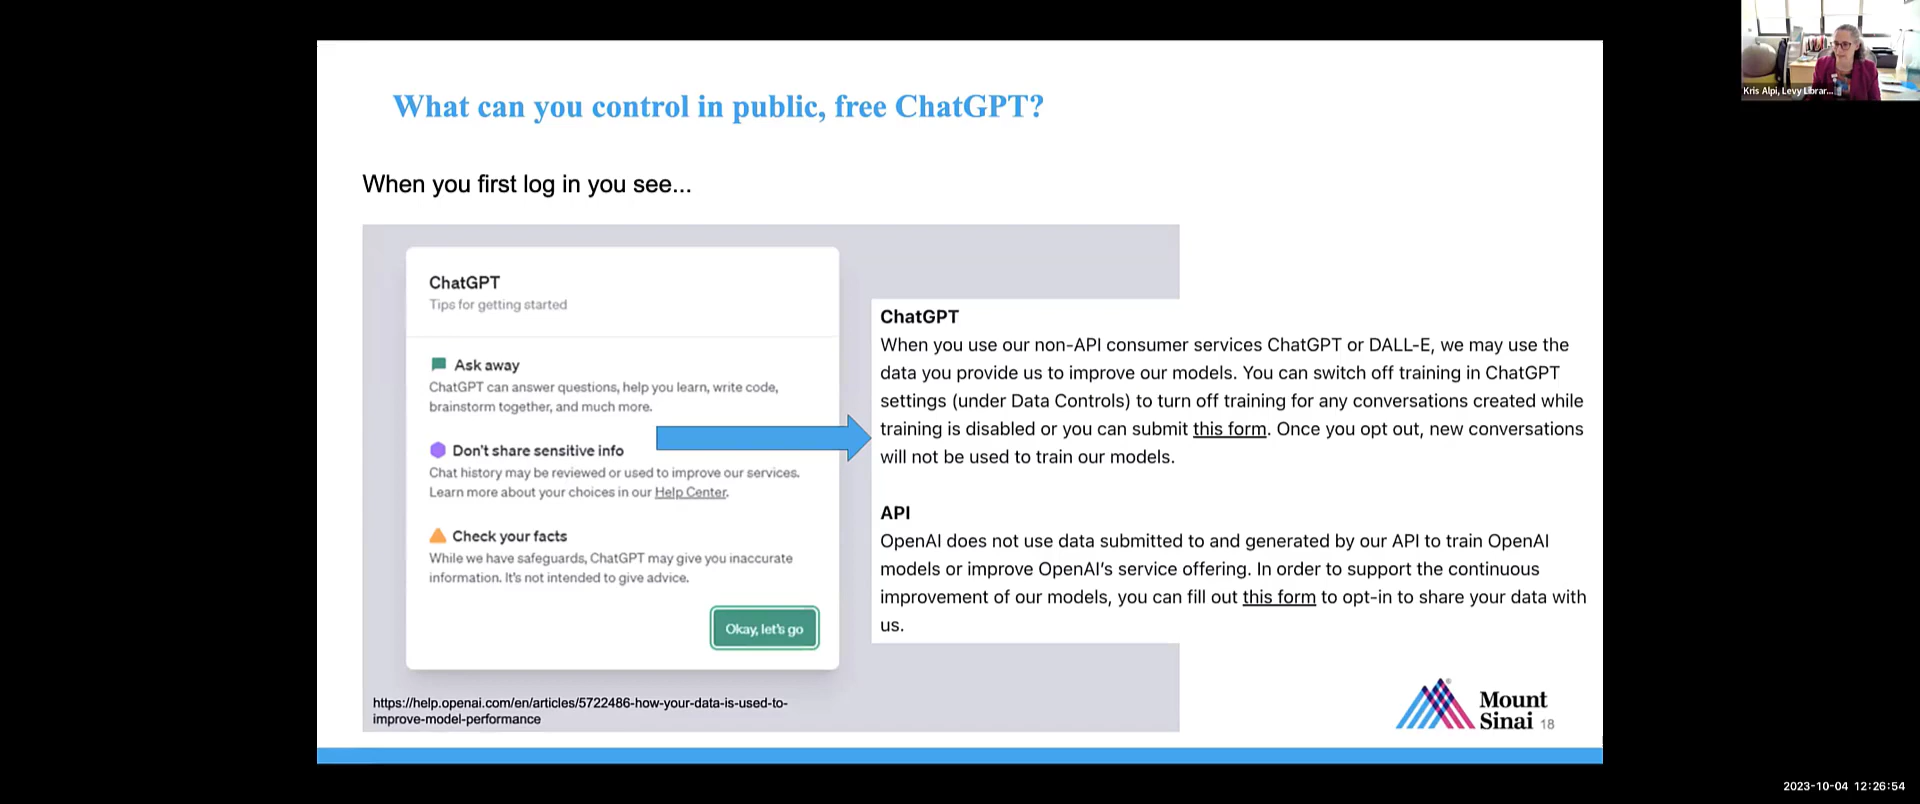 What can you control in public, free ChatGPT?
When you first log in you see...
ChatGPT
Tips for getting started
Ask away
ChatGPT can answer questions, help you learn, write code,
brainstorm together, and much more.
Don't share sensitive info
Chat history may be reviewed or used to improve our services.
Learn more about your choices in our Help Center.
Check your facts
While we have safeguards, ChatGPT may give you inaccurate
information. It's not intended to give advice.
Okay, let's go
https://help.openai.com/en/articles/5722486-how-your-data-is-used-to-
improve-model-performance
ChatGPT
When you use our non-API consumer services ChatGPT or DALL-E, we may use the
data you provide us to improve our models. You can switch off training in ChatGPT
settings (under Data Controls) to turn off training for any conversations created while
training is disabled or you can submit this form. Once you opt out, new conversations
will not be used to train our models.
API
OpenAI does not use data submitted to and generated by our API to train OpenAI
models or improve OpenAI’s service offering. In order to support the continuous
improvement of our models, you can fill out this form to opt-in to share your data with
us.
Mount
Sinai 18
Kris Alpi, Levy Librar...
2023-10-04 12:26:54